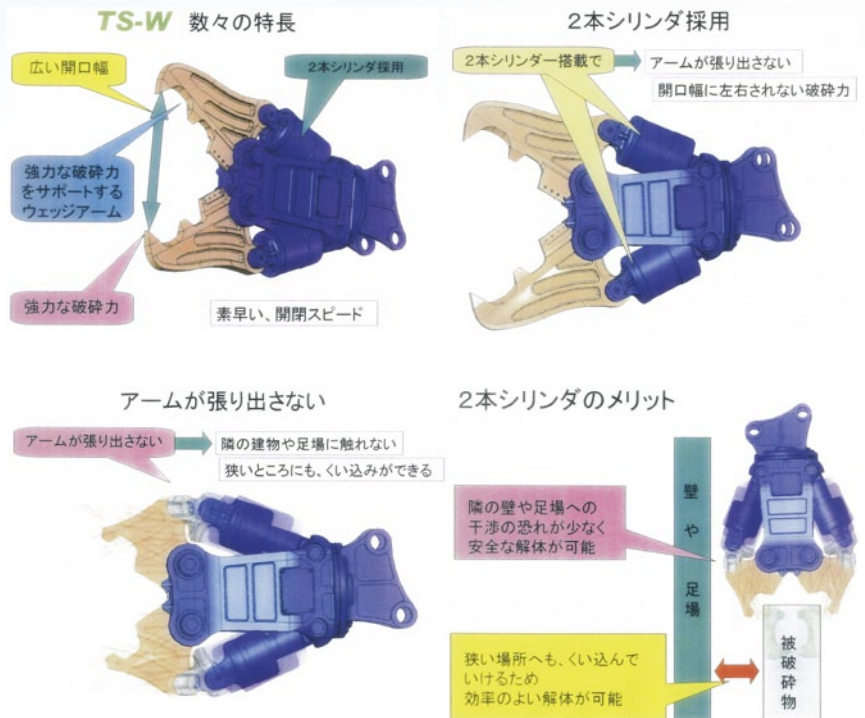 TS-W 数々の特長
広い開口幅
2本シリンダ採用
強力な破砕力
をサポートする
ウェッジアーム
強力な破砕力
素早い、開閉スピード
2本シリンダ採用
2本シリンダー搭載で
アームが張り出さない
開口幅に左右されない破砕力
アームが張り出さない
アームが張り出さない
隣の建物や足場に触れない
狭いところにも、くい込みができる
2本シリンダのメリット
壁や足場
隣の壁や足場への
干渉の恐れが少なく
安全な解体が可能
狭い場所へも、くい込んで
いけるため
効率のよい解体が可能
被破砕物